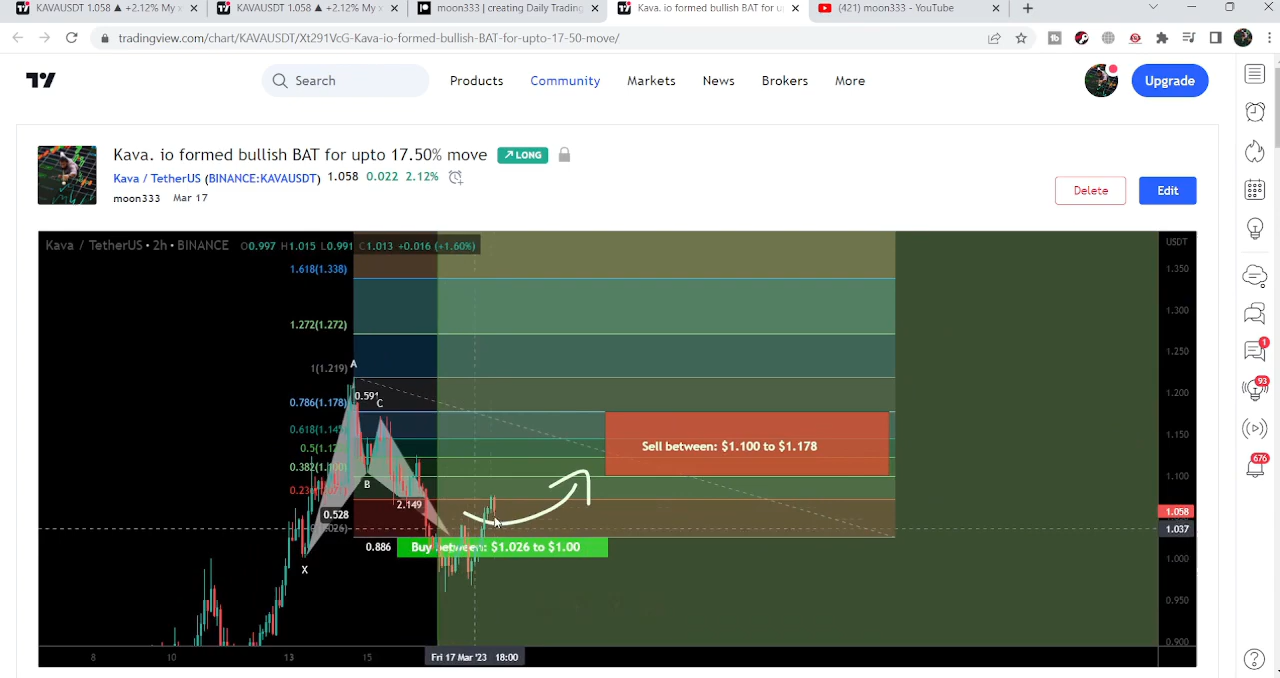 KAVAUSDT 1.058 ▲ +2.12% My
KAVAUSDT 1.058 ▲ +2.12% My
moon333 | creating Daily Trading
Kava. io formed bullish BAT for u
(421) moon333 - YouTube
tradingview.com/chart/KAVAUSDT/Xt291VcG-Kava-io-formed-bullish-BAT-for-upto-17-50-move/
Search
Products
Community
Markets
News
Brokers
More
Upgrade
Kava. io formed bullish BAT for upto 17.50% move
LONG
Kava / TetherUS (BINANCE:KAVAUSDT) 1.058 0.022 2.12%
moon333 Mar 17
Delete
Edit
Kava / TetherUS • 2h • BINANCE O0.997 H1.015 L0.991 C1.013 +0.016 (+1.60%)
USDT
1.618(1.338)
1.350
1.300
1.272(1.272)
1.250
1(1.219)
A
0.591
1.200
0.786(1.178)
C
0.618(1.14
1.150
Sell between: $1.100 to $1.178
0.5(1.1
0.382(1.100)
1.100
B
0.23
2.149
0.528
1.058
1.037
0.886
Buy between: $1.026 to $1.00
1.000
X
0.950
0.900
8
10
13
15
Fri 17 Mar '23 18:00
1
93
676